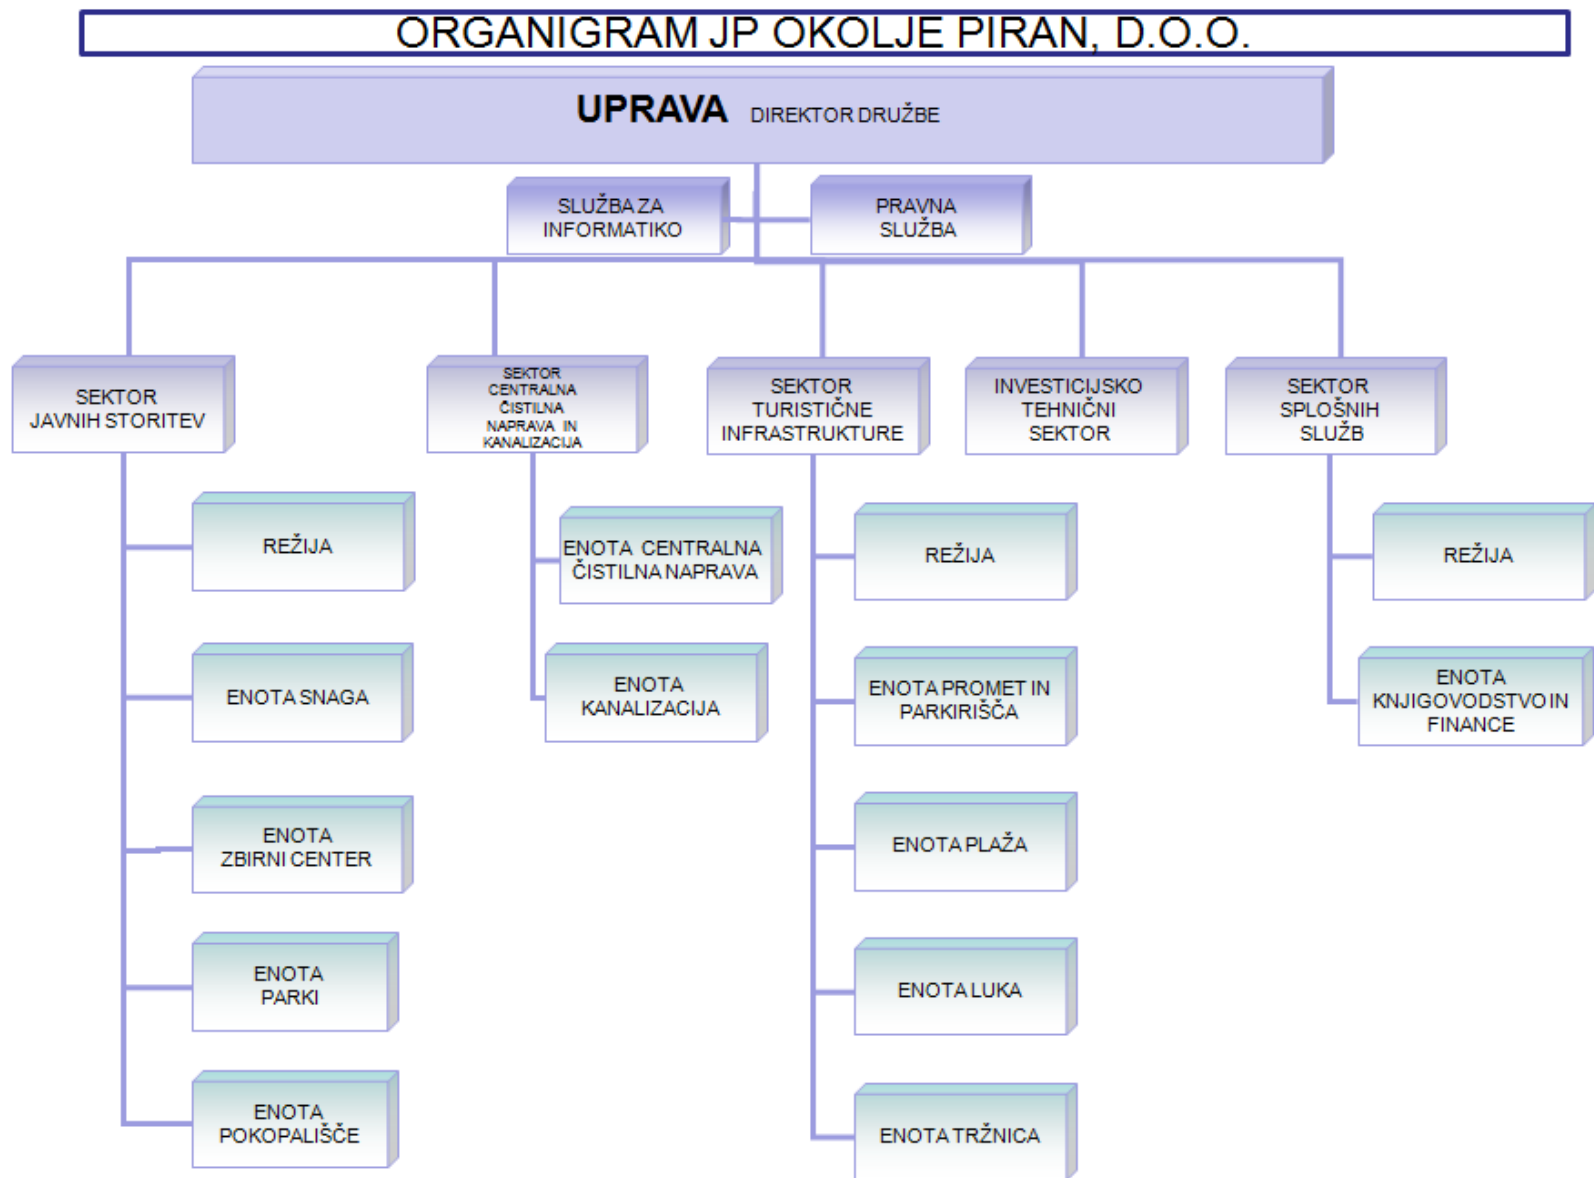 ORGANIGRAM JP OKOLJE PIRAN, D.O.O.
UPRAVA DIREKTOR DRUŽBE
SLUŽBA ZA
INFORMATIKO
PRAVNA
SLUŽBA
SEKTOR
JAVNIH STORITEV
SEKTOR
CENTRALNA
ČISTILNA
NAPRAVA IN
KANALIZACIJA
SEKTOR
TURISTIČNE
INFRASTRUKTURE
INVESTICIJSKO
TEHNIČNI
SEKTOR
SEKTOR
SPLOŠNIH
SLUŽB
REŽIJA
ENOTA SNAGA
ENOTA
ZBIRNI CENTER
ENOTA
PARKI
ENOTA
POKOPALIŠČE
ENOTA CENTRALNA
ČISTILNA NAPRAVA
ENOTA
KANALIZACIJA
REŽIJA
ENOTA PROMET IN
PARKIRIŠČA
ENOTA PLAŽA
ENOTA LUKA
ENOTA TRŽNICA
REŽIJA
ENOTA
KNJIGOVODSTVO IN
FINANCE